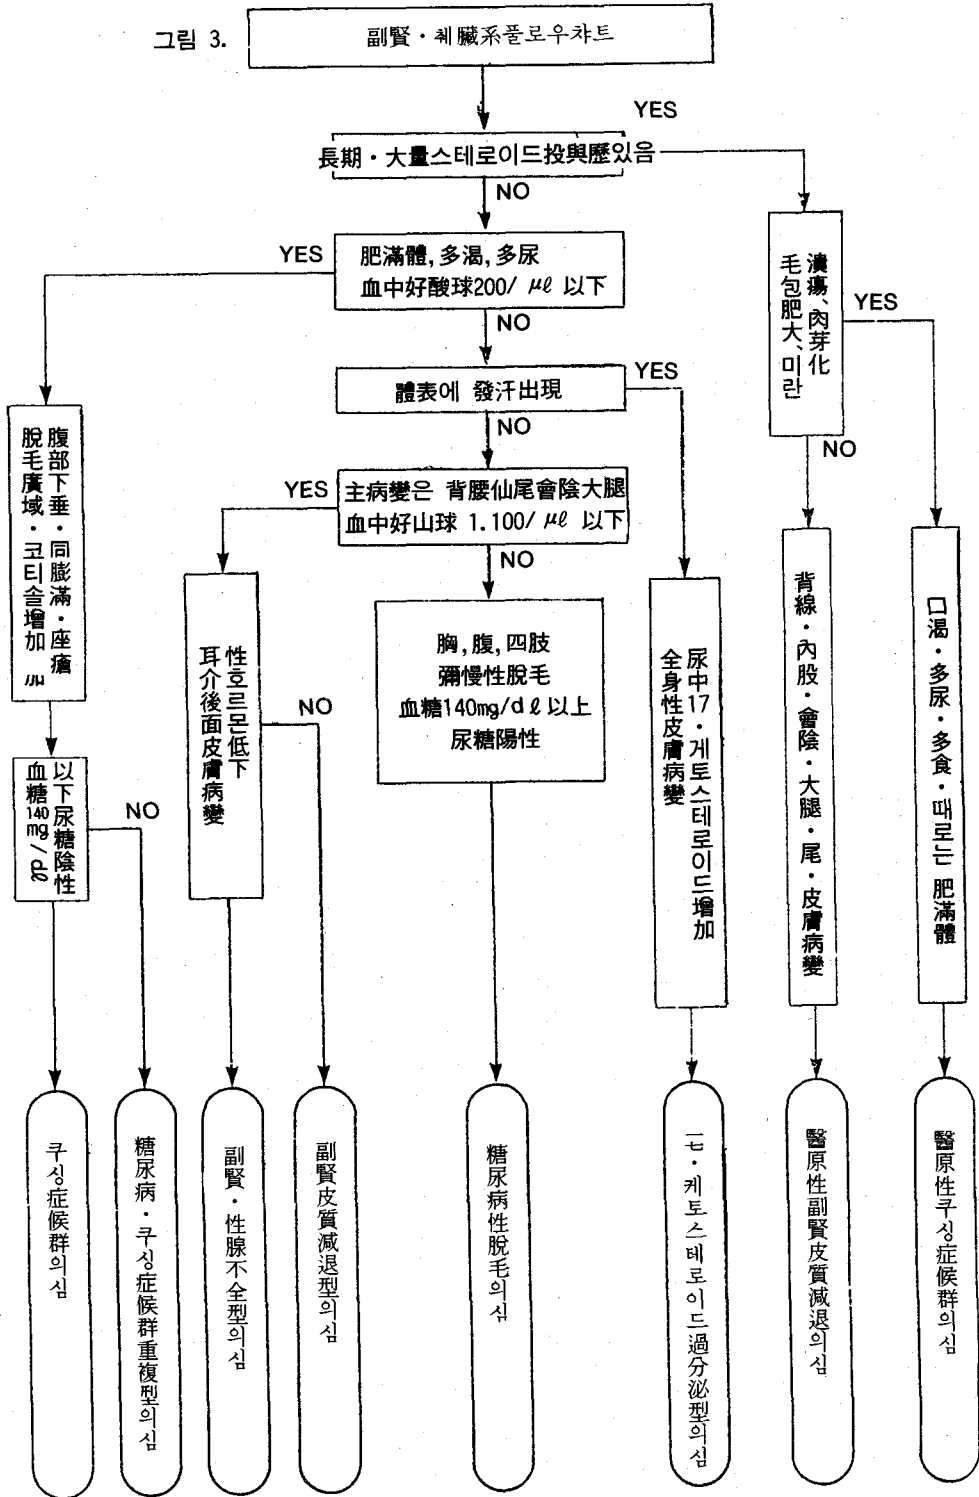 그림 3.
副賢・췌臟系플로우챠트
YES
長期・大量스테로이드投與歷있음
NO
YES
肥滿體, 多渴, 多尿
血中好酸球200/ μℓ 以下
NO
潰瘍、肉芽化
毛包肥大、미란
YES
NO
體表에 發汗出現
YES
NO
腹部下垂・同膨滿・座瘡
脫毛廣域・코티솔增加
加
YES
主病變은 背腰仙尾會陰大腿
血中好山球 1.100/ μℓ 以下
NO
性호르몬低下
耳介後面皮膚病變
NO
胸, 腹, 四肢
彌慢性脫毛
血糖140mg/dℓ以上
尿糖陽性
尿中17・게토스테로이드增加
全身性皮膚病變
背線・內股・會陰・大腿・尾・皮膚病變
口渴・多尿・多食・때로는 肥滿體
以下尿糖陰性
血糖140mg/dℓ
NO
쿠싱症候群의심
糖尿病・쿠싱症候群重複型의심
副賢・性腺不全型의심
副賢皮質減退型의심
糖尿病性脫毛의심
一七・케토스테로이드過分泌型의심
醫原性副賢皮質減退의심
醫原性쿠싱症候群의심